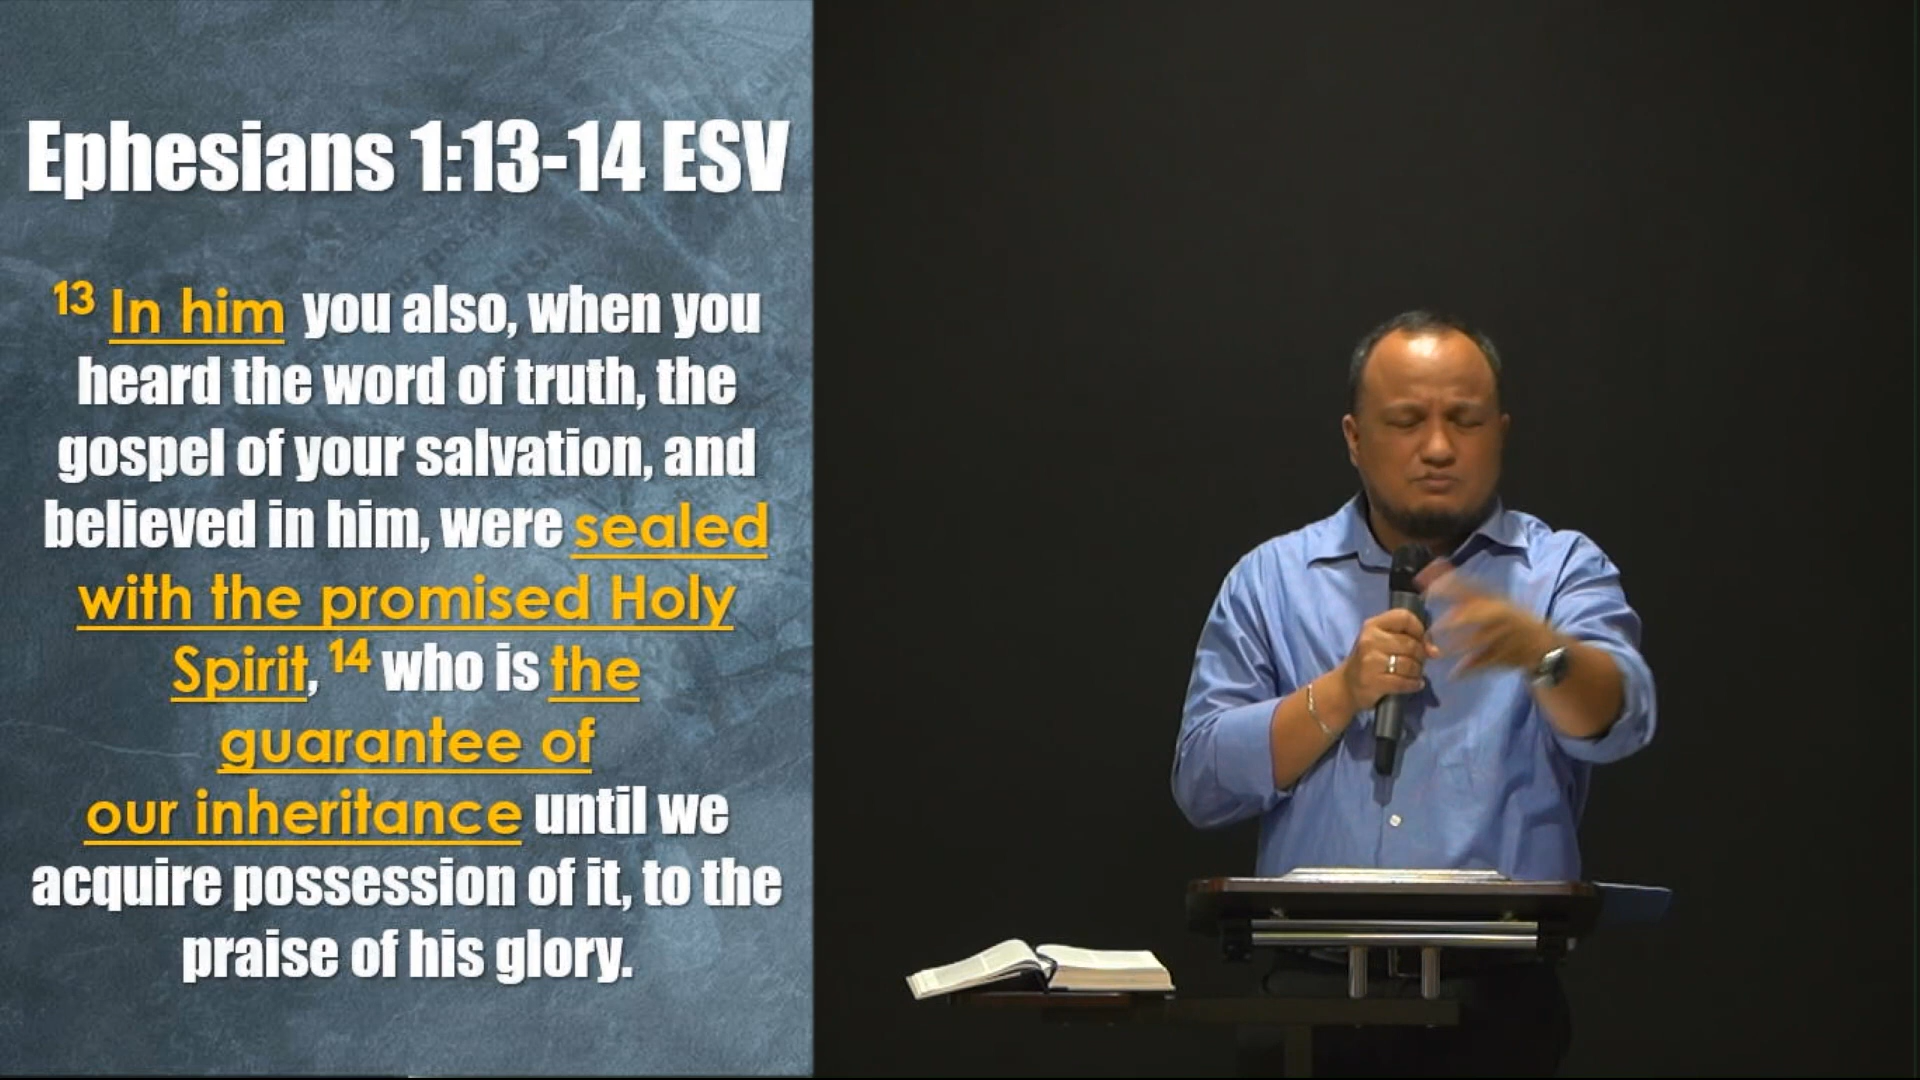 Ephesians 1:13-14 ESV
13 In him you also, when you
heard the word of truth, the
gospel of your salvation, and
believed in him, were sealed
with the promised Holy
Spirit, 14 who is the
guarantee of
our inheritance until we
acquire possession of it, to the
praise of his glory.